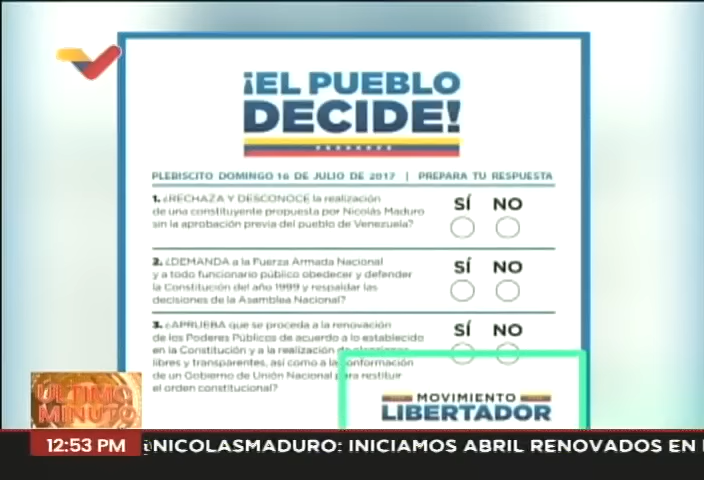 ¡EL PUEBLO
DECIDE!
PLEBISCITO DOMINGO 16 DE JULIO DE 2017 | PREPARA TU RESPUESTA
1. ¿RECHAZA Y DESCONOCE la realización
de una constituyente propuesta por Nicolás Maduro
sin la aprobación previa del pueblo de Venezuela?
SÍ NO
2. ¿DEMANDA a la Fuerza Armada Nacional
y a todo funcionario público obedecer y defender
la Constitución del año 1999 y respaldar las
decisiones de la Asamblea Nacional?
SÍ NO
3. ¿APRUEBA que se proceda a la renovación
de los Poderes Públicos de acuerdo a lo establecido
en la Constitución y a la realización de elecciones
libres y transparentes, así como a la conformación
de un Gobierno de Unión Nacional para restituir
el orden constitucional?
SÍ NO
MOVIMIENTO
LIBERTADOR
ÚLTIMO
MINUTO
12:53 PM @NICOLASMADURO: INICIAMOS ABRIL RENOVADOS EN